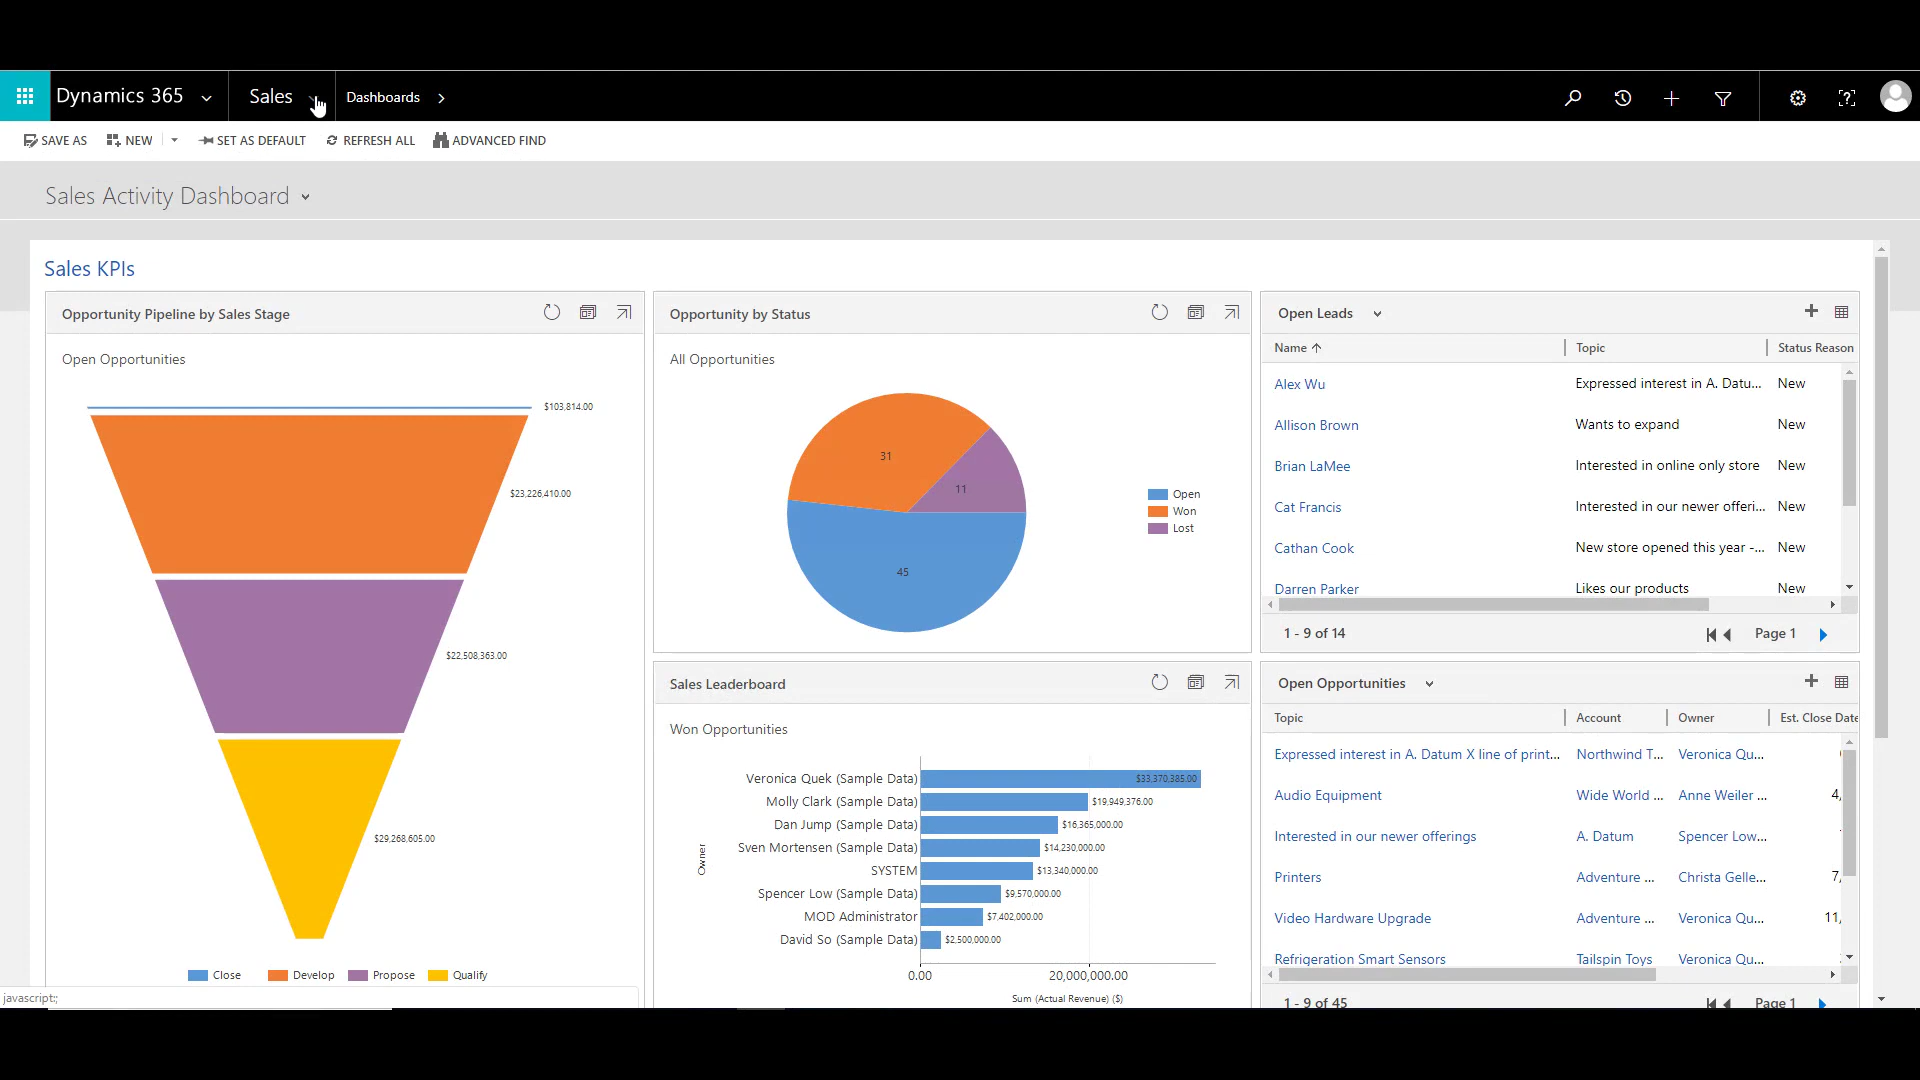 Dynamics 365
Sales
Dashboards
SAVE AS
NEW
SET AS DEFAULT
REFRESH ALL
ADVANCED FIND
Sales Activity Dashboard
Sales KPIs
Opportunity Pipeline by Sales Stage
Open Opportunities
$103,814.00
$23,226,410.00
$22,508,363.00
$29,268,605.00
Close
Develop
Propose
Qualify
javascript:;
Opportunity by Status
All Opportunities
31
11
45
Open
Won
Lost
Sales Leaderboard
Won Opportunities
Owner
Veronica Quek (Sample Data) $33,370,385.00
Molly Clark (Sample Data) $19,949,376.00
Dan Jump (Sample Data) $16,365,000.00
Sven Mortensen (Sample Data) $14,230,000.00
SYSTEM $13,340,000.00
Spencer Low (Sample Data) $9,570,000.00
MOD Administrator $7,402,000.00
David So (Sample Data) $2,500,000.00
0.00 20,000,000.00
Sum (Actual Revenue) ($)
Open Leads
Name Topic Status Reason
Alex Wu Expressed interest in A. Datu... New
Allison Brown Wants to expand New
Brian LaMee Interested in online only store New
Cat Francis Interested in our newer offeri... New
Cathan Cook New store opened this year -... New
Darren Parker Likes our products New
1 - 9 of 14 Page 1
Open Opportunities
Topic Account Owner Est. Close Date
Expressed interest in A. Datum X line of print... Northwind T... Veronica Qu...
Audio Equipment Wide World ... Anne Weiler ... 4,
Interested in our newer offerings A. Datum Spencer Low...
Printers Adventure ... Christa Gelle... 7,
Video Hardware Upgrade Adventure ... Veronica Qu... 11,
Refrigeration Smart Sensors Tailspin Toys Veronica Qu...
1 - 9 of 45 Page 1